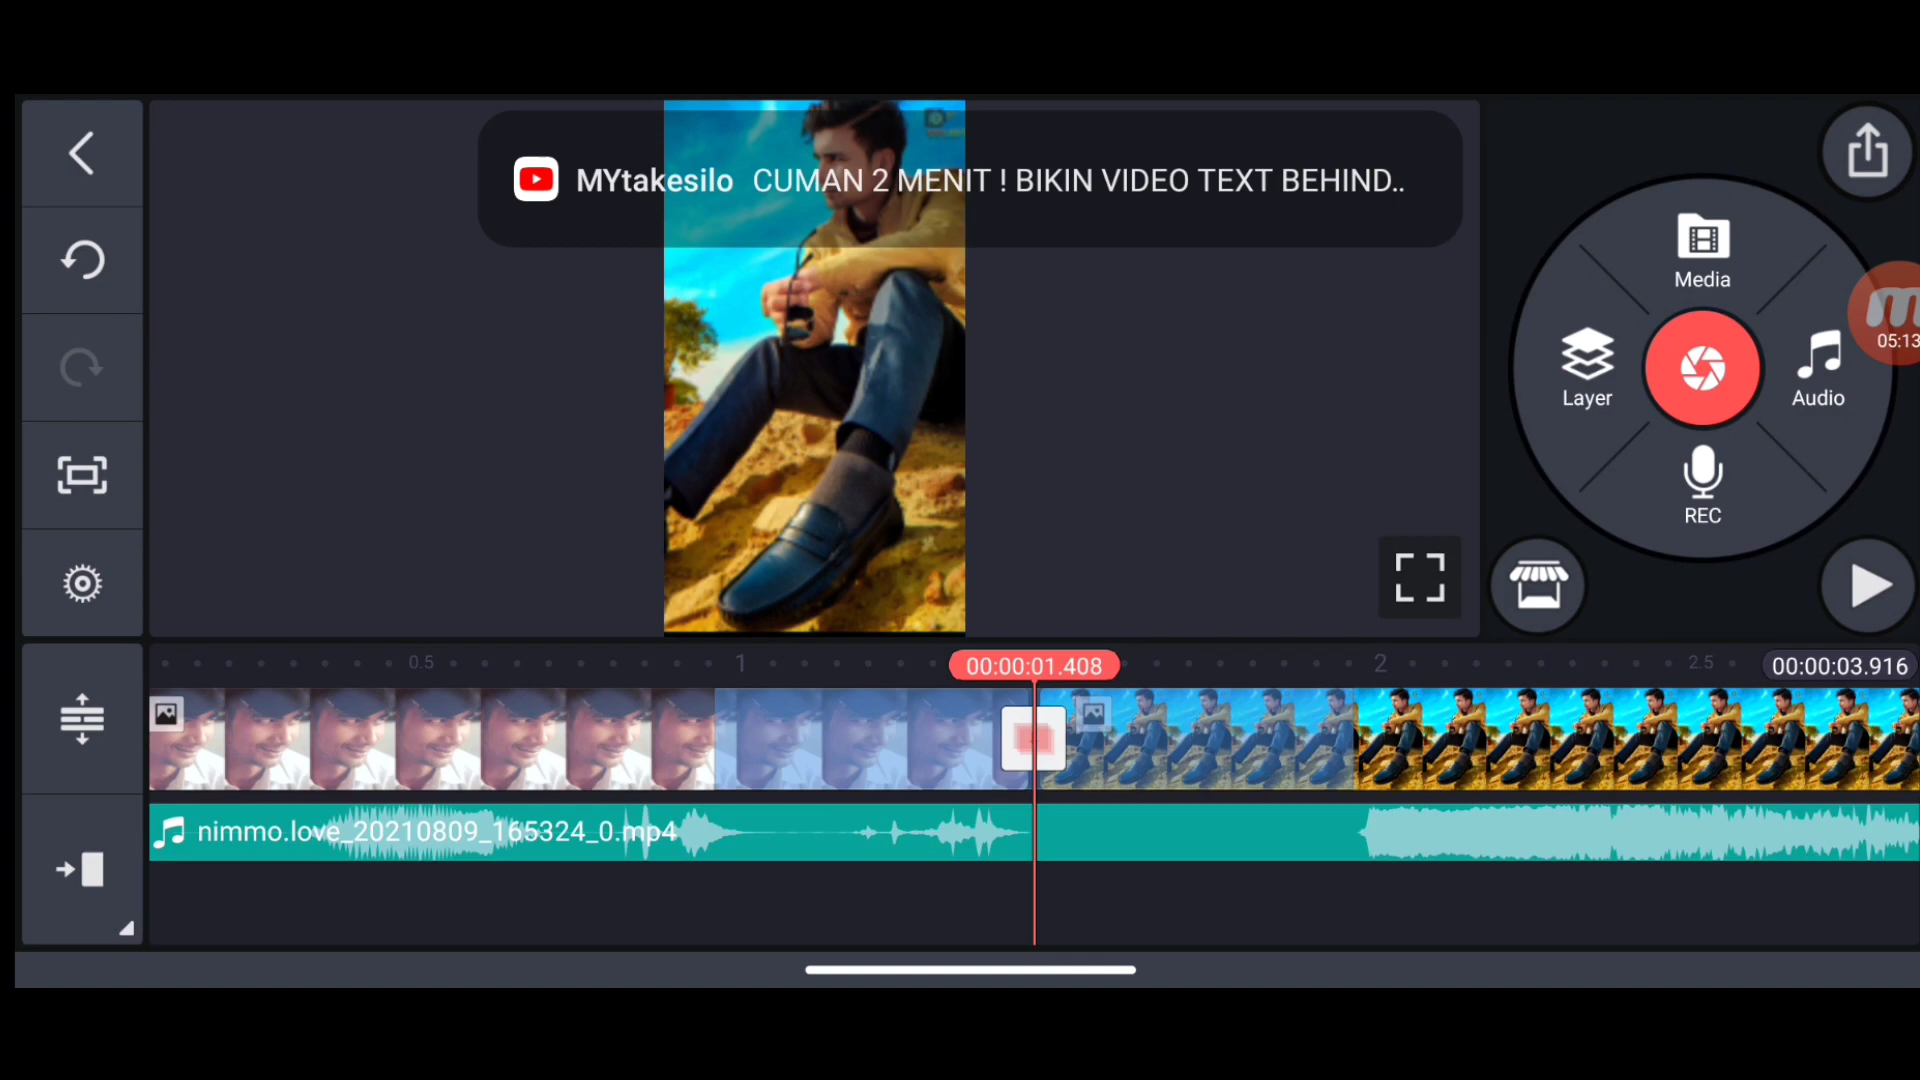 MYtakesilo CUMAN 2 MENIT ! BIKIN VIDEO TEXT BEHIND..
Media
Layer
Audio
REC
05:13
0.5
1
00:00:01.408
2
2.5
00:00:03.916
nimmo.love_20210809_165324_0.mp4